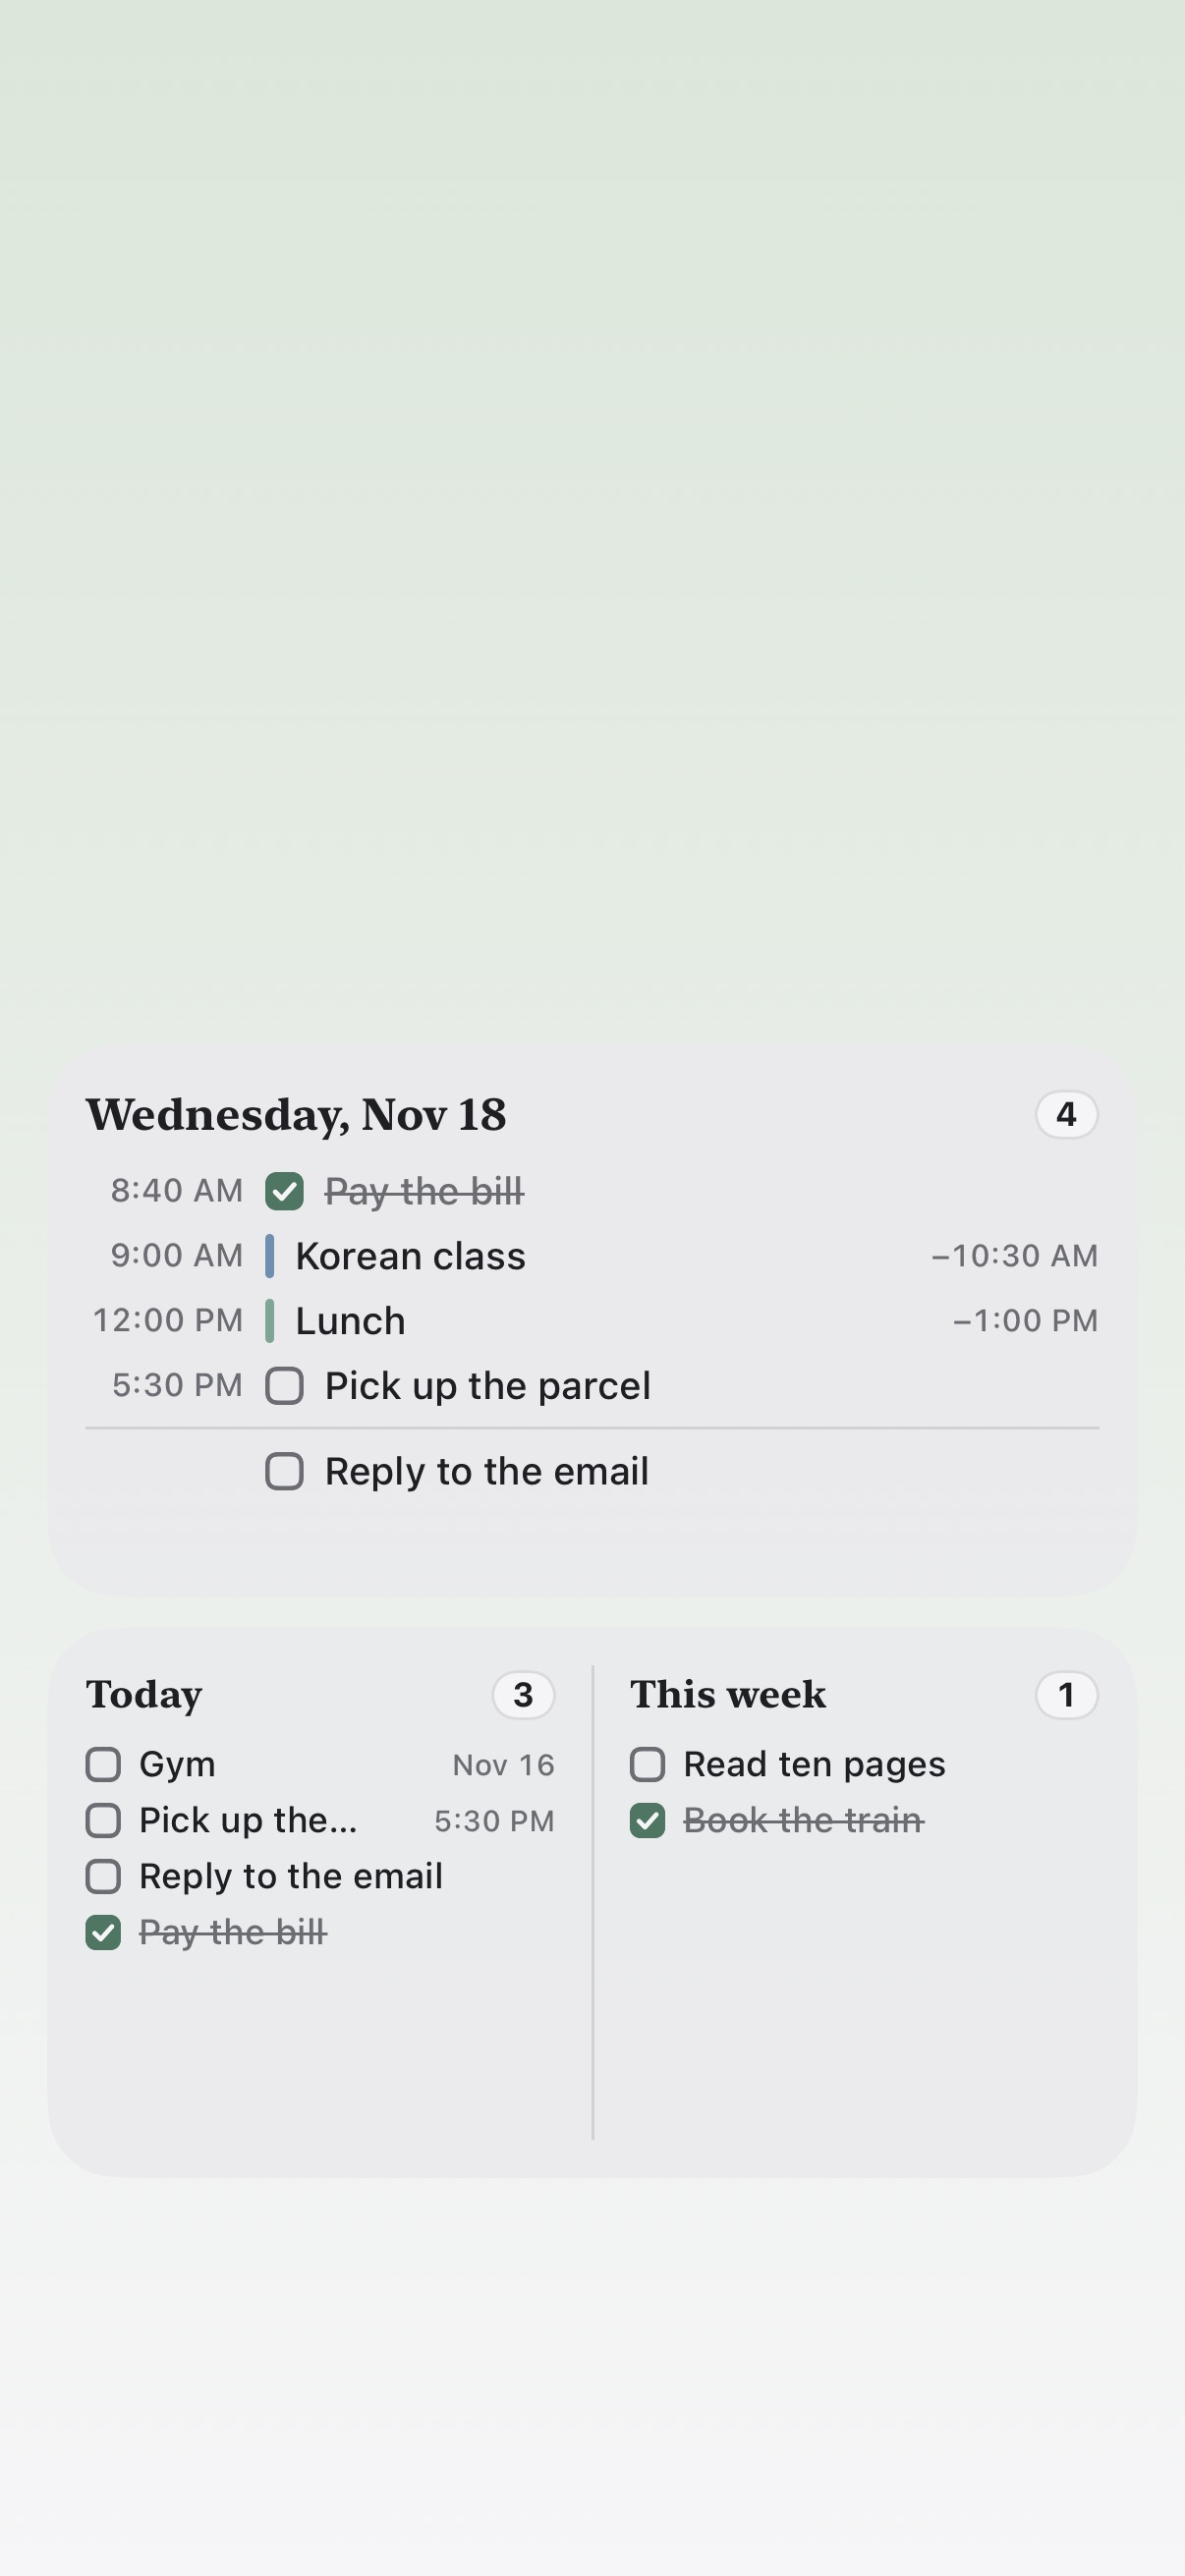 Wednesday, Nov 18 4
8:40 AM Pay the bill
9:00 AM Korean class –10:30 AM
12:00 PM Lunch –1:00 PM
5:30 PM Pick up the parcel
Reply to the email
Today 3
Gym Nov 16
Pick up the... 5:30 PM
Reply to the email
Pay the bill
This week 1
Read ten pages
Book the train